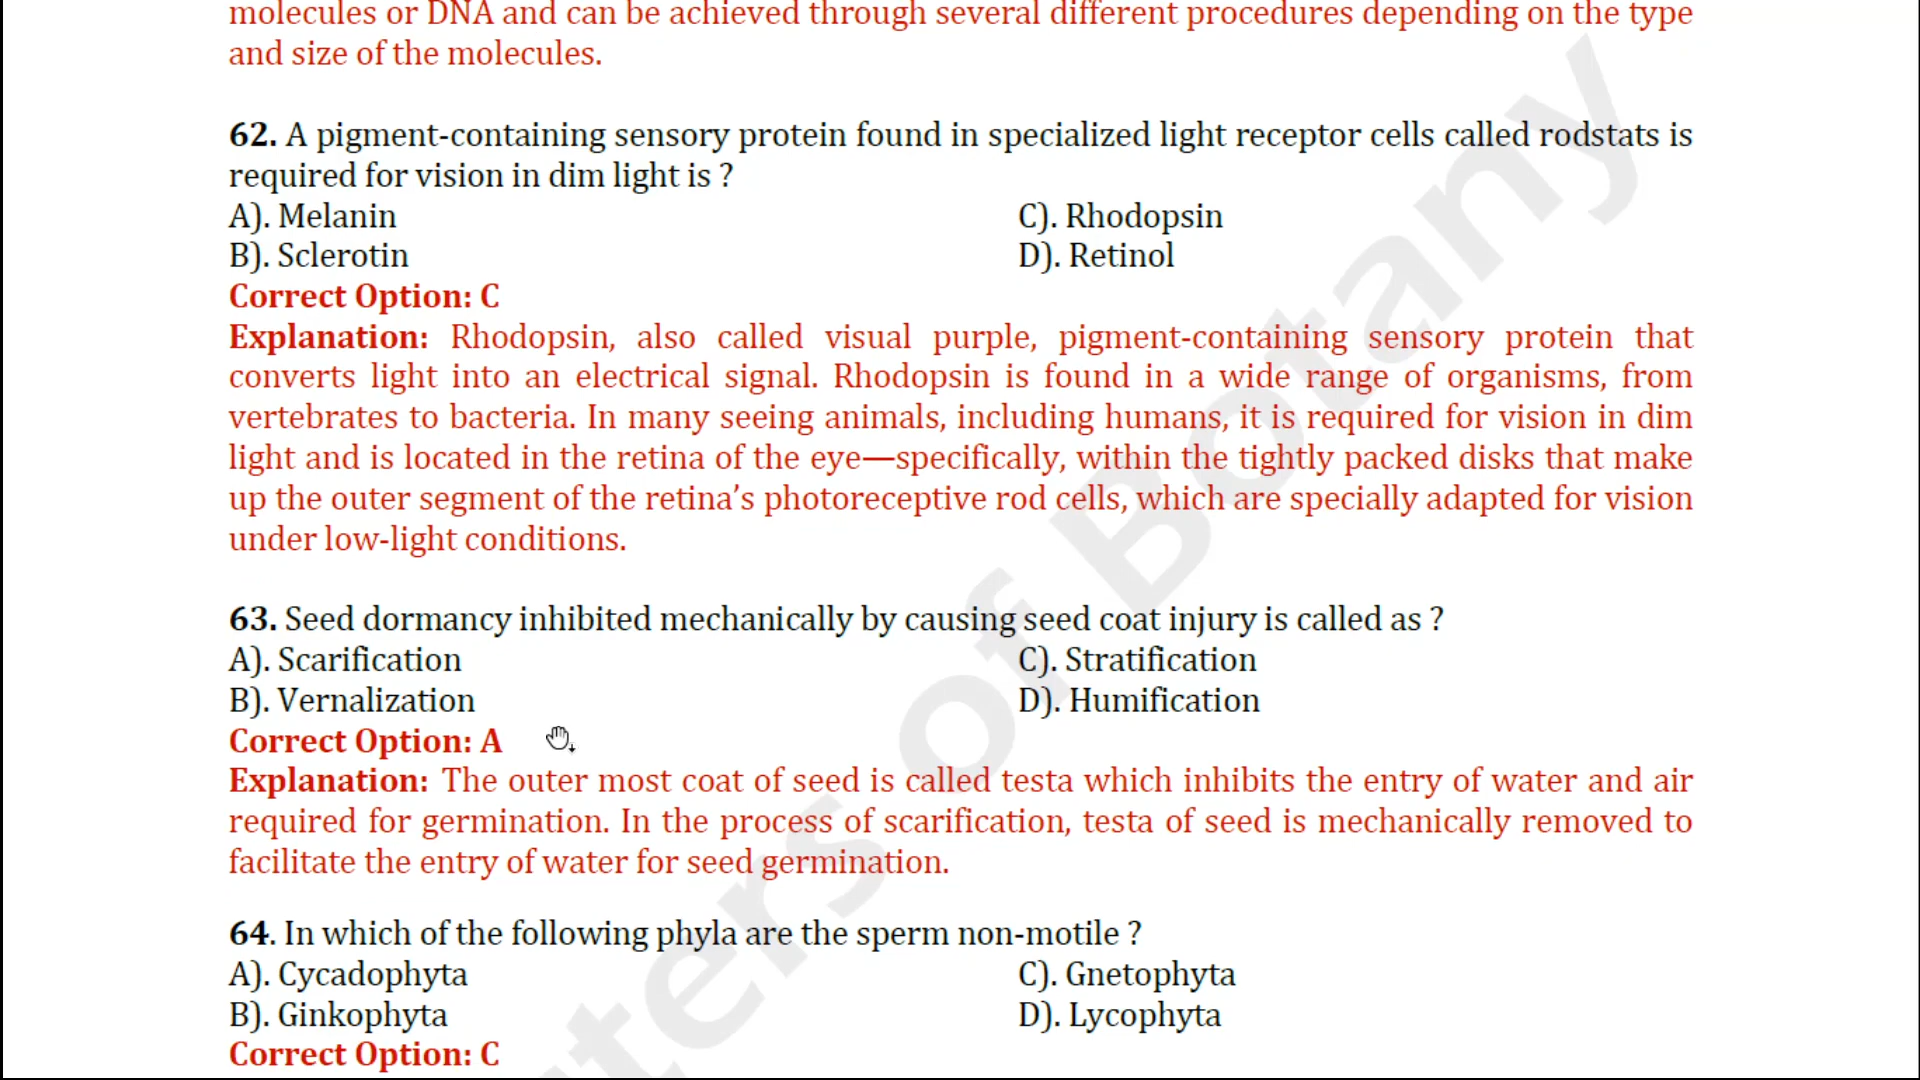 molecules or DNA and can be achieved through several different procedures depending on the type
and size of the molecules.
62. A pigment-containing sensory protein found in specialized light receptor cells called rodstats is
required for vision in dim light is ?
A). Melanin
C). Rhodopsin
B). Sclerotin
D). Retinol
Correct Option: C
Explanation: Rhodopsin, also called visual purple, pigment-containing sensory protein that
converts light into an electrical signal. Rhodopsin is found in a wide range of organisms, from
vertebrates to bacteria. In many seeing animals, including humans, it is required for vision in dim
light and is located in the retina of the eye—specifically, within the tightly packed disks that make
up the outer segment of the retina’s photoreceptive rod cells, which are specially adapted for vision
under low-light conditions.
63. Seed dormancy inhibited mechanically by causing seed coat injury is called as ?
A). Scarification
C). Stratification
B). Vernalization
D). Humification
Correct Option: A
Explanation: The outer most coat of seed is called testa which inhibits the entry of water and air
required for germination. In the process of scarification, testa of seed is mechanically removed to
facilitate the entry of water for seed germination.
64. In which of the following phyla are the sperm non-motile ?
A). Cycadophyta
C). Gnetophyta
B). Ginkophyta
D). Lycophyta
Correct Option: C
ters of Botany